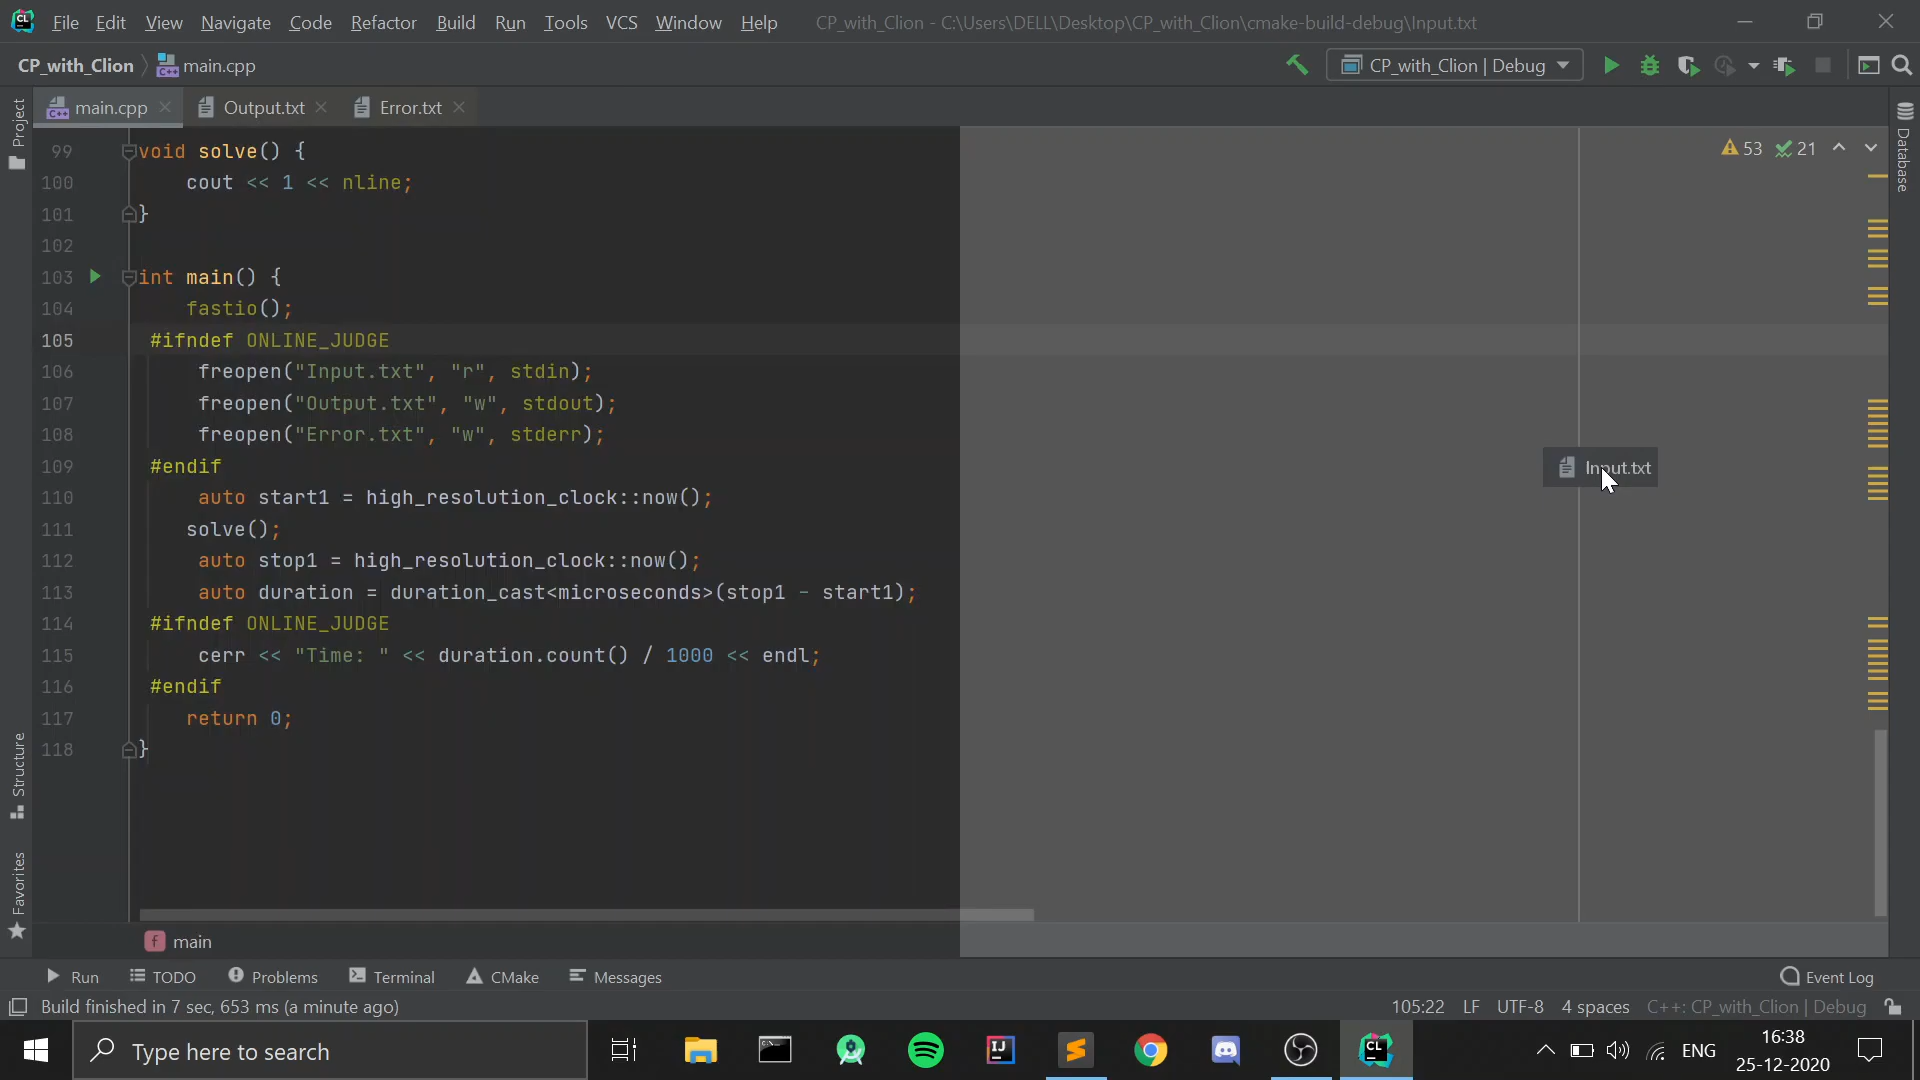 CL File Edit View Navigate Code Refactor Build Run Tools VCS Window Help CP_with_Clion - C:\Users\DELL\Desktop\CP_with_Clion\cmake-build-debug\Input.txt
CP_with_Clion main.cpp CP_with_Clion | Debug
main.cpp Output.txt Error.txt
Project
Database
Structure
Favorites
53 21
99 void solve() {
100 cout << 1 << nline;
101 }
102
103 int main() {
104 fastio();
105 #ifndef ONLINE_JUDGE
106 freopen("Input.txt", "r", stdin);
107 freopen("Output.txt", "w", stdout);
108 freopen("Error.txt", "w", stderr);
109 #endif
110 auto start1 = high_resolution_clock::now();
111 solve();
112 auto stop1 = high_resolution_clock::now();
113 auto duration = duration_cast<microseconds>(stop1 - start1);
114 #ifndef ONLINE_JUDGE
115 cerr << "Time: " << duration.count() / 1000 << endl;
116 #endif
117 return 0;
118 }
Input.txt
f main
Run TODO Problems Terminal CMake Messages Event Log
Build finished in 7 sec, 653 ms (a minute ago) 105:22 LF UTF-8 4 spaces C++: CP_with_Clion | Debug
Type here to search IJ CL ENG 16:38
25-12-2020